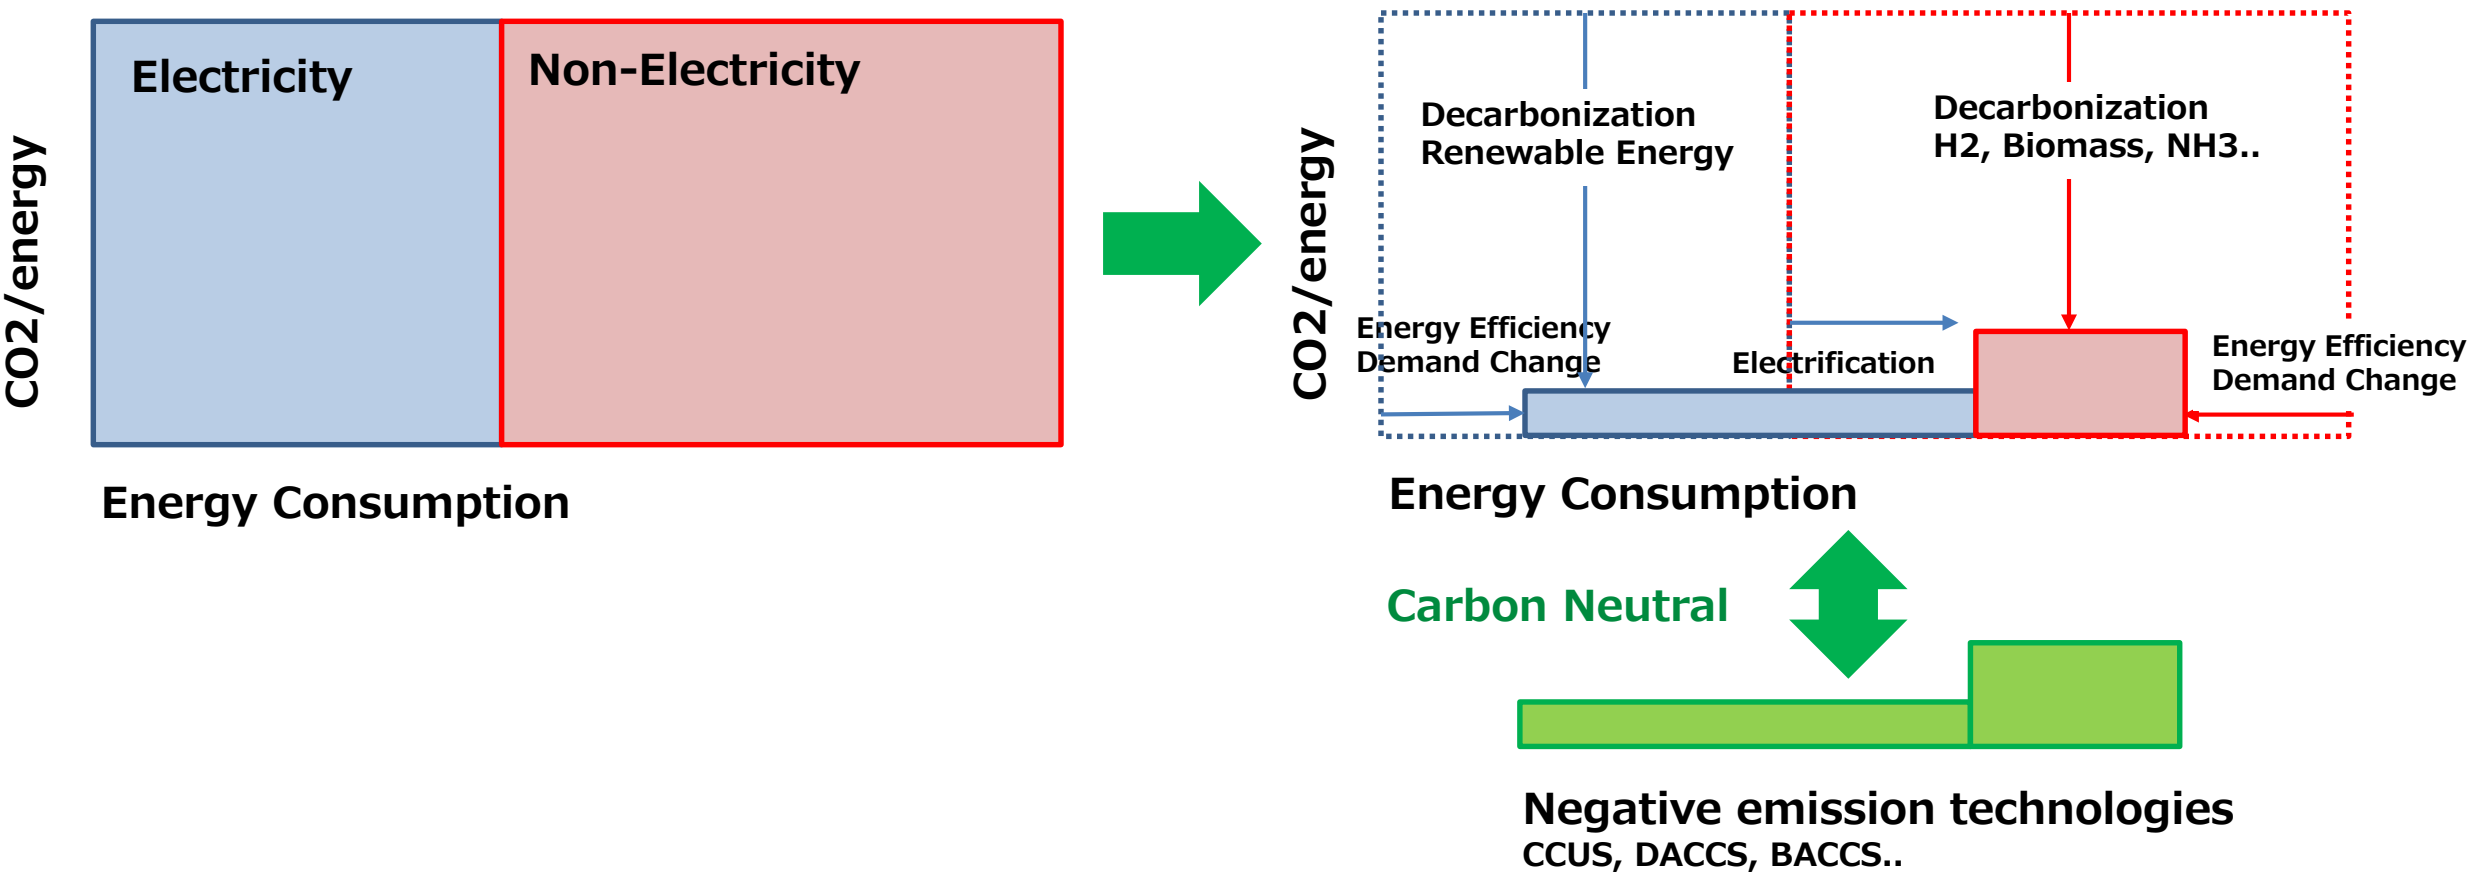 CO2/energy
Electricity
Non-Electricity
Energy Consumption
CO2/energy
Decarbonization
Renewable Energy
Decarbonization
H2, Biomass, NH3..
Energy Efficiency
Demand Change
Electrification
Energy Efficiency
Demand Change
Energy Consumption
Carbon Neutral
Negative emission technologies
CCUS, DACCS, BACCS..